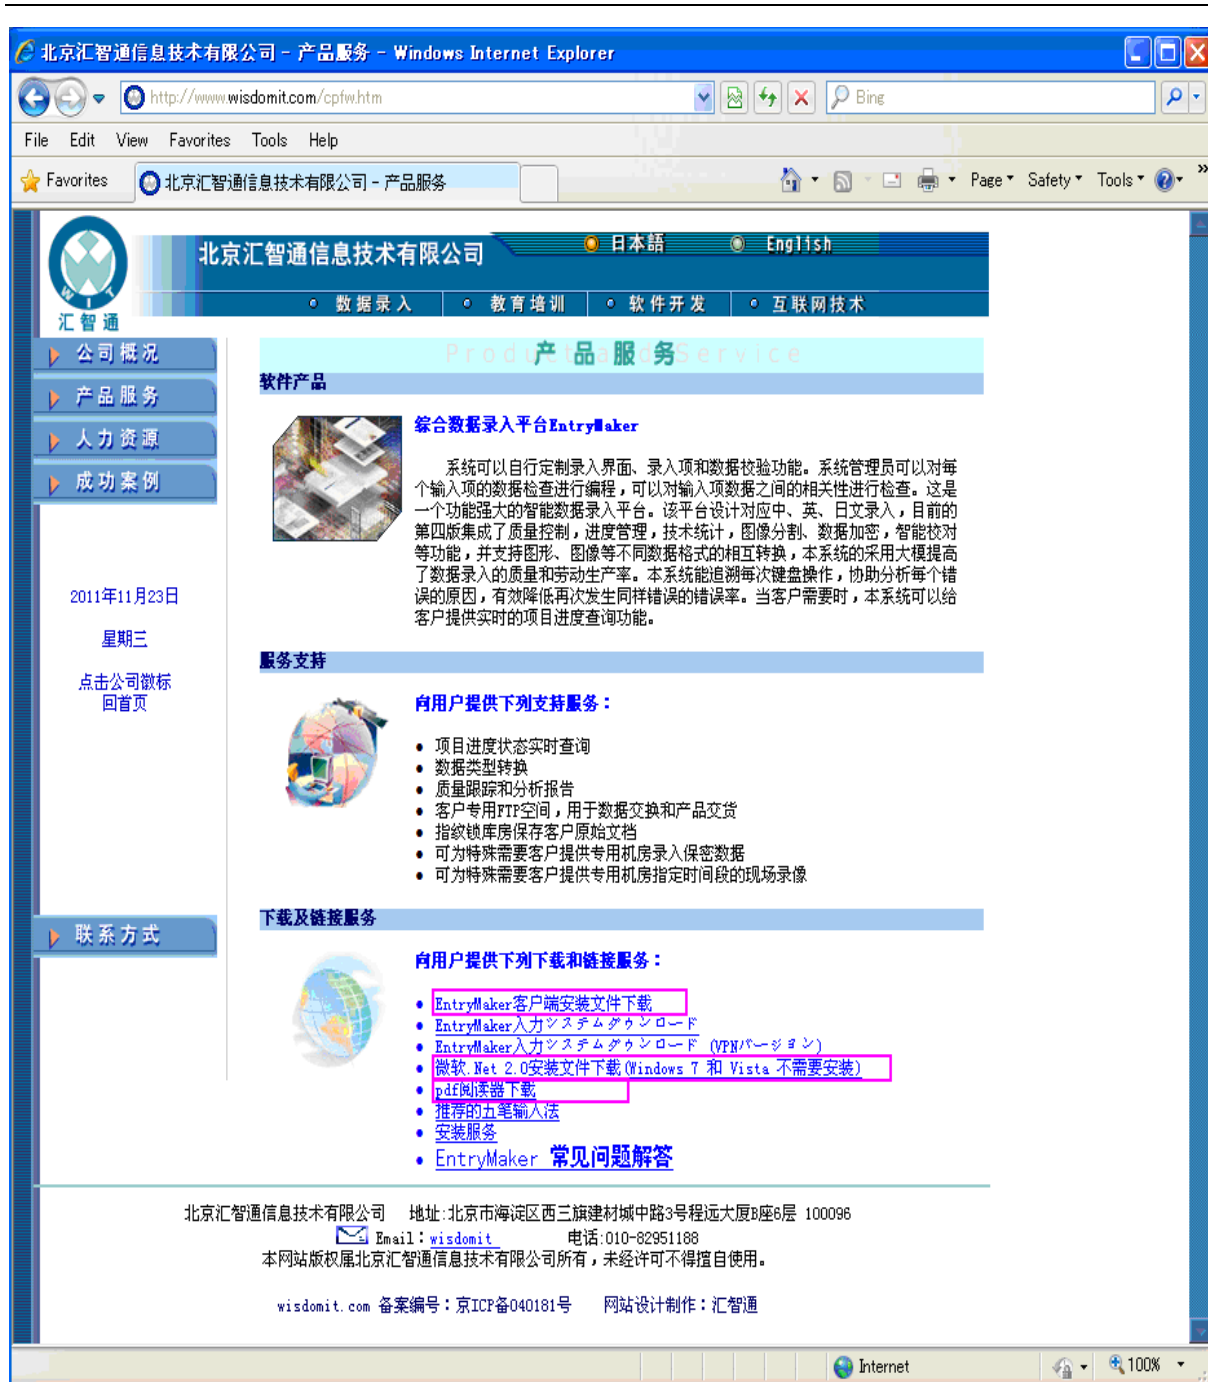 北京汇智通信息技术有限公司 - 产品服务 - Windows Internet Explorer
http://www.wisdomit.com/cpfw.htm
Bing
File Edit View Favorites Tools Help
Favorites 北京汇智通信息技术有限公司 - 产品服务 Page Safety Tools
北京汇智通信息技术有限公司 日本語 English
W I T
汇智通
数据录入 教育培训 软件开发 互联网技术
公司概况
产品服务
人力资源
成功案例
2011年11月23日
星期三
点击公司徽标
回首页
联系方式
Product and Service
产品服务
软件产品
综合数据录入平台EntryMaker
系统可以自行定制录入界面、录入项和数据校验功能。系统管理员可以对每
个输入项的数据检查进行编程，可以对输入项数据之间的相关性进行检查。这是
一个功能强大的智能数据录入平台。该平台设计对应中、英、日文录入，目前的
第四版集成了质量控制，进度管理，技术统计，图像分割、数据加密，智能校对
等功能，并支持图形、图像等不同数据格式的相互转换，本系统的采用大模提高
了数据录入的质量和劳动生产率。本系统能追溯每次键盘操作，协助分析每个错
误的原因，有效降低再次发生同样错误的错误率。当客户需要时，本系统可以给
客户提供实时的项目进度查询功能。
服务支持
向用户提供下列支持服务：
● 项目进度状态实时查询
● 数据类型转换
● 质量跟踪和分析报告
● 客户专用FTP空间，用于数据交换和产品交货
● 指纹锁库房保存客户原始文档
● 可为特殊需要客户提供专用机房录入保密数据
● 可为特殊需要客户提供专用机房指定时间段的现场录像
下载及链接服务
向用户提供下列下载和链接服务：
● EntryMaker客户端安装文件下载
● EntryMaker入力システムダウンロード
● EntryMaker入力システムダウンロード (VPNバージョン)
● 微软.Net 2.0安装文件下载(Windows 7 和 Vista 不需要安装)
● pdf阅读器下载
● 推荐的五笔输入法
● 安装服务
● EntryMaker 常见问题解答
北京汇智通信息技术有限公司 地址:北京市海淀区西三旗建材城中路3号程远大厦B座6层 100096
Email：wisdomit 电话:010-82951188
本网站版权属北京汇智通信息技术有限公司所有，未经许可不得擅自使用。
wisdomit.com 备案编号：京ICP备040181号 网站设计制作：汇智通
Internet 100%